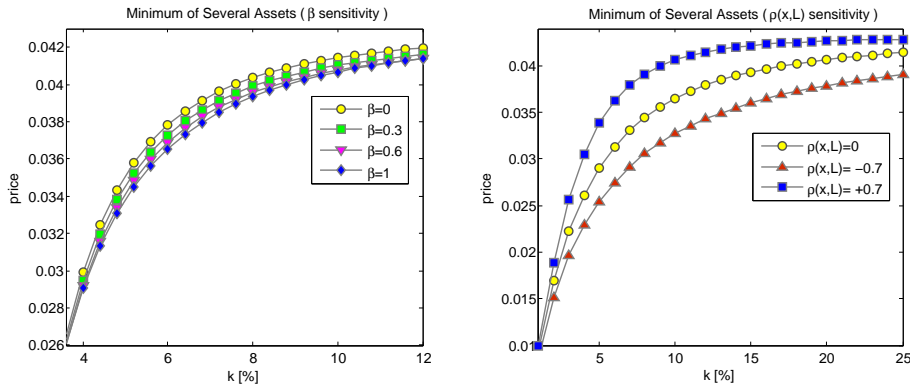 Minimum of Several Assets ( β sensitivity )
0.042
0.04
0.038
0.036
0.034
0.032
0.03
0.028
0.026
price
4
6
8
10
12
k [%]
β=0
β=0.3
β=0.6
β=1
Minimum of Several Assets ( ρ(x,L) sensitivity )
0.04
0.035
0.03
0.025
0.02
0.015
0.01
price
5
10
15
20
25
k [%]
ρ(x,L)=0
ρ(x,L)= −0.7
ρ(x,L)= +0.7